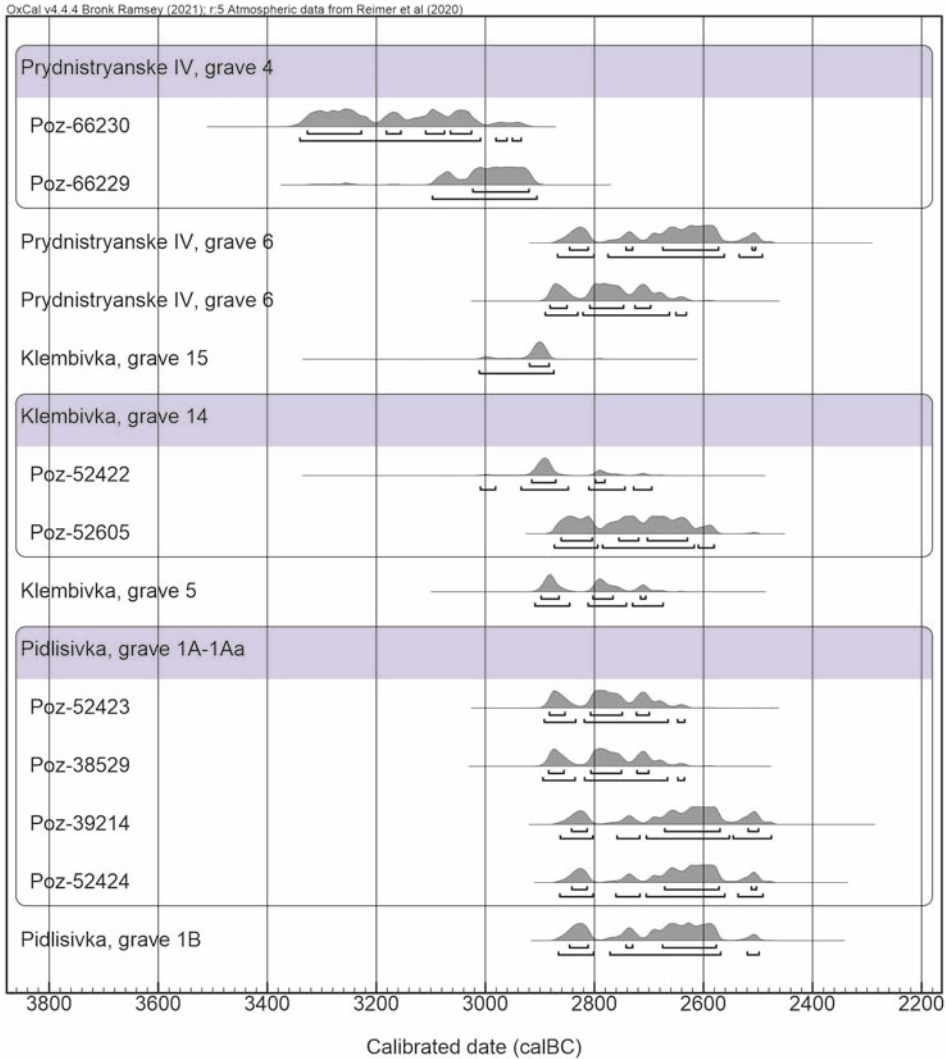 OxCal v4.4.4 Bronk Ramsey (2021); r:5 Atmospheric data from Reimer et al (2020)
Prydnistryanske IV, grave 4
Poz-66230
Poz-66229
Prydnistryanske IV, grave 6
Prydnistryanske IV, grave 6
Klembivka, grave 15
Klembivka, grave 14
Poz-52422
Poz-52605
Klembivka, grave 5
Pidlisivka, grave 1A-1Aa
Poz-52423
Poz-38529
Poz-39214
Poz-52424
Pidlisivka, grave 1B
3800 3600 3400 3200 3000 2800 2600 2400 2200
Calibrated date (calBC)